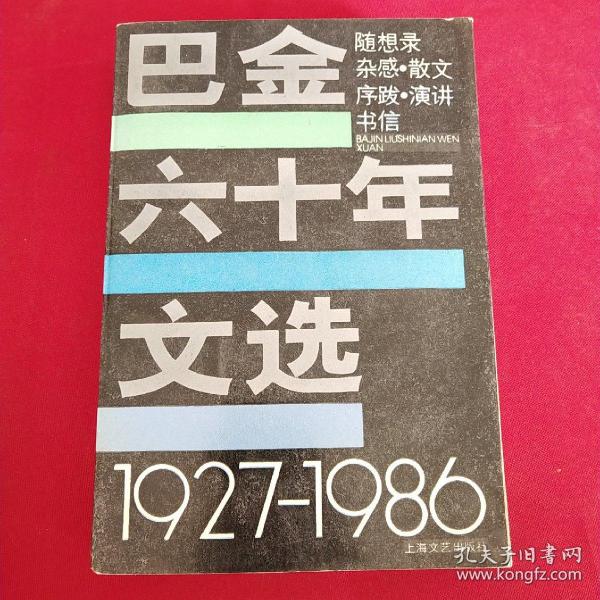 巴金
随想录
杂感·散文
序跋·演讲
书信
BAJIN LIUSHINIAN WEN
XUAN
六十年
文选
1927-1986
上海文艺出版社
孔夫子旧书网
www.kongfz.com